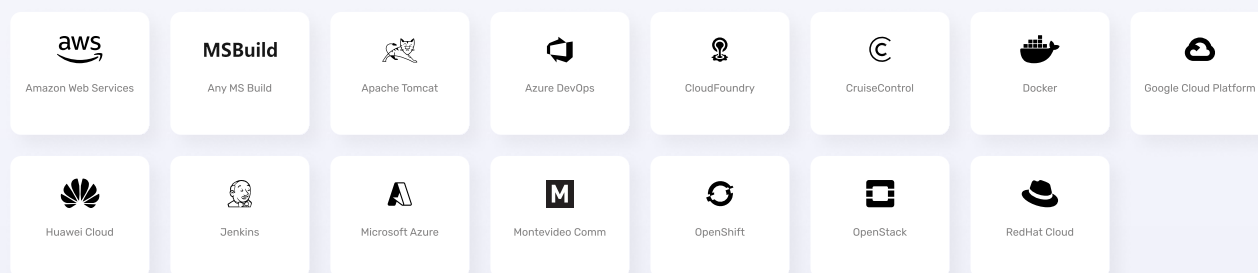 aws
MSBuild
C
Amazon Web Services
Any MS Build
Apache Tomcat
Azure DevOps
CloudFoundry
CruiseControl
Docker
Google Cloud Platform
M
Huawei Cloud
Jenkins
Microsoft Azure
Montevideo Comm
OpenShift
OpenStack
RedHat Cloud